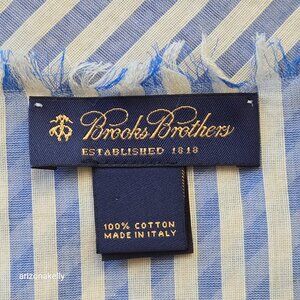 Brooks Brothers
ESTABLISHED 1818
100% COTTON
MADE IN ITALY
arizonakelly